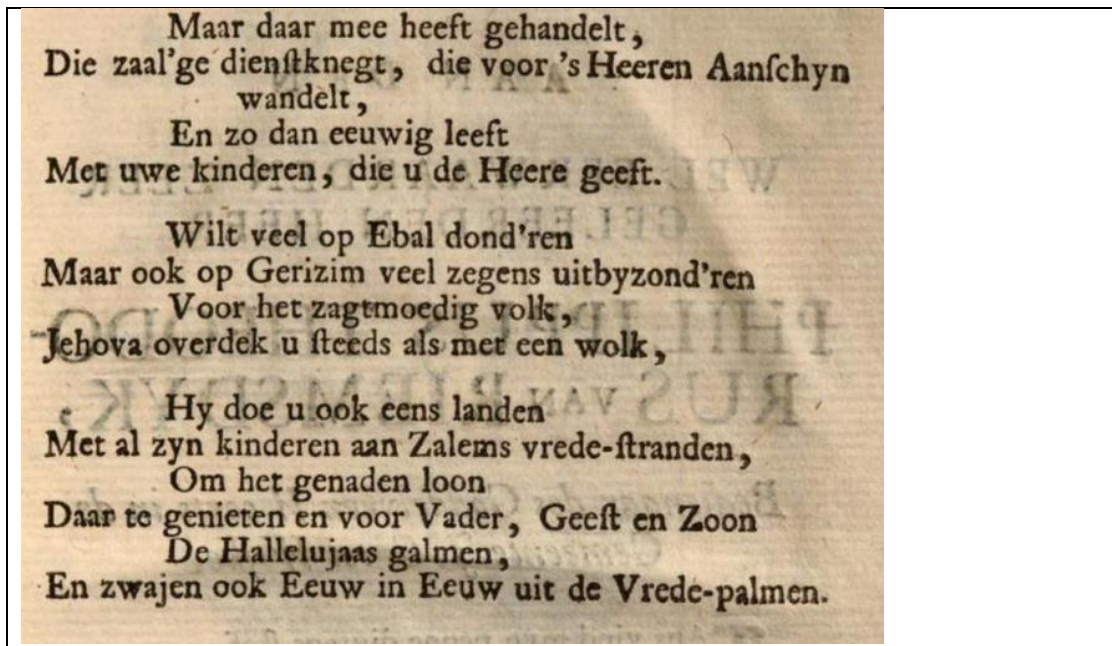 Maar daar mee heeft gehandelt,
Die zaal'ge dienſtknegt, die voor 's Heeren Aanſchyn
wandelt,
En zo dan eeuwig leeft
Met uwe kinderen, die u de Heere geeft.
Wilt veel op Ebal dond'ren
Maar ook op Gerizim veel zegens uitbyzond'ren
Voor het zagtmoedig volk,
Jehova overdek u ſteeds als met een wolk,
Hy doe u ook eens landen
Met al zyn kinderen aan Zalems vrede-ſtranden,
Om het genaden loon
Daar te genieten en voor Vader, Geeſt en Zoon
De Hallelujaas galmen,
En zwajen ook Eeuw in Eeuw uit de Vrede-palmen.